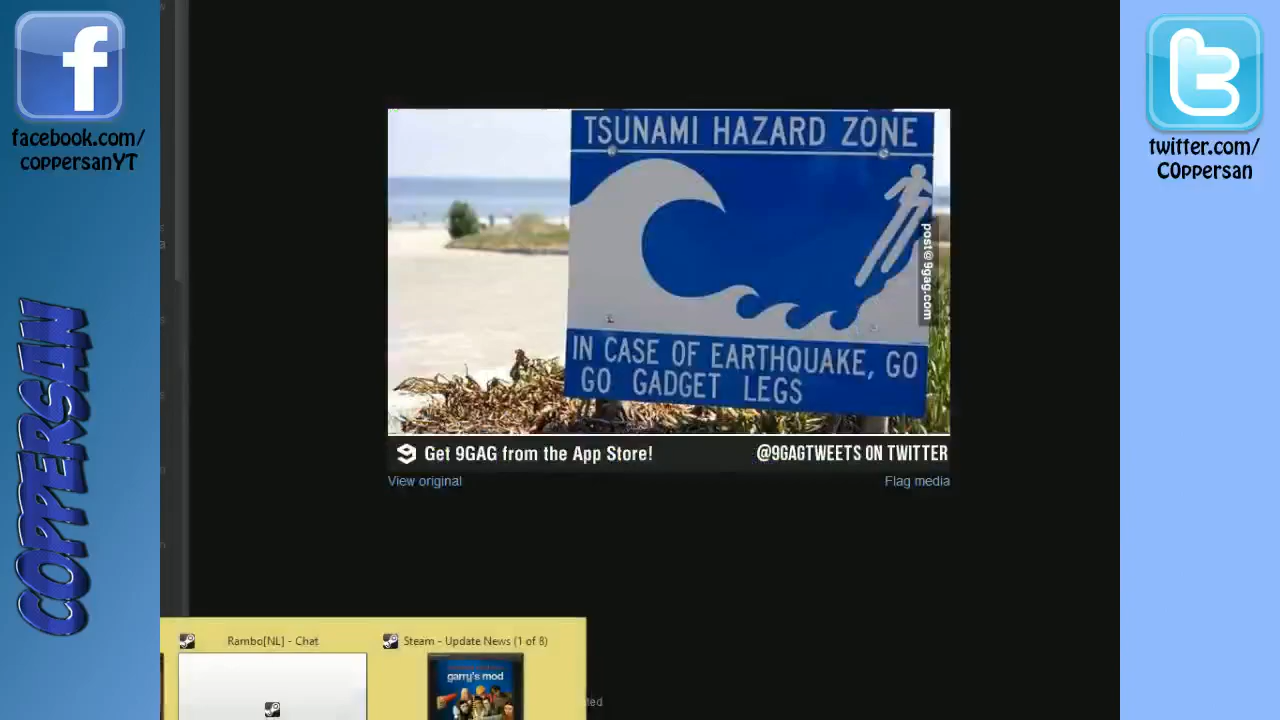 facebook.com/
coppersanYT
COPPERSAN
TSUNAMI HAZARD ZONE
post@9gag.com
IN CASE OF EARTHQUAKE, GO
GO GADGET LEGS
Get 9GAG from the App Store!
@9GAGTWEETS ON TWITTER
View original
Flag media
Rambo[NL] - Chat
Steam - Update News (1 of 8)
garry's mod
twitter.com/
C0ppersan